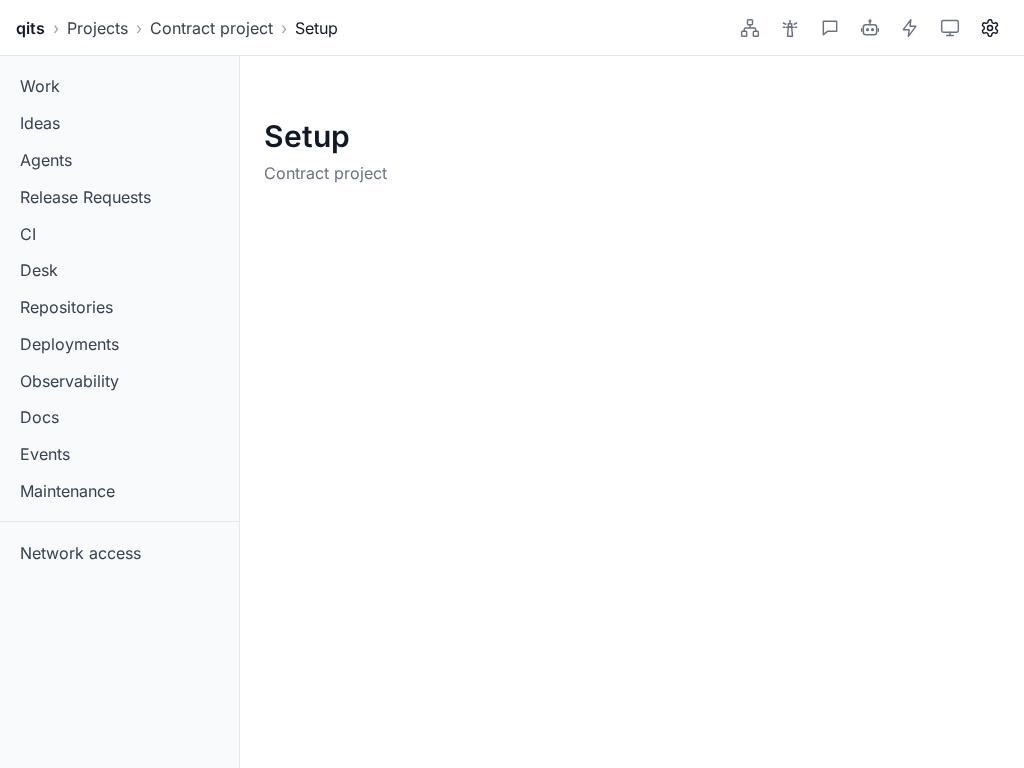 qits › Projects › Contract project › Setup
Work
Ideas
Agents
Release Requests
CI
Desk
Repositories
Deployments
Observability
Docs
Events
Maintenance
Network access
Setup
Contract project